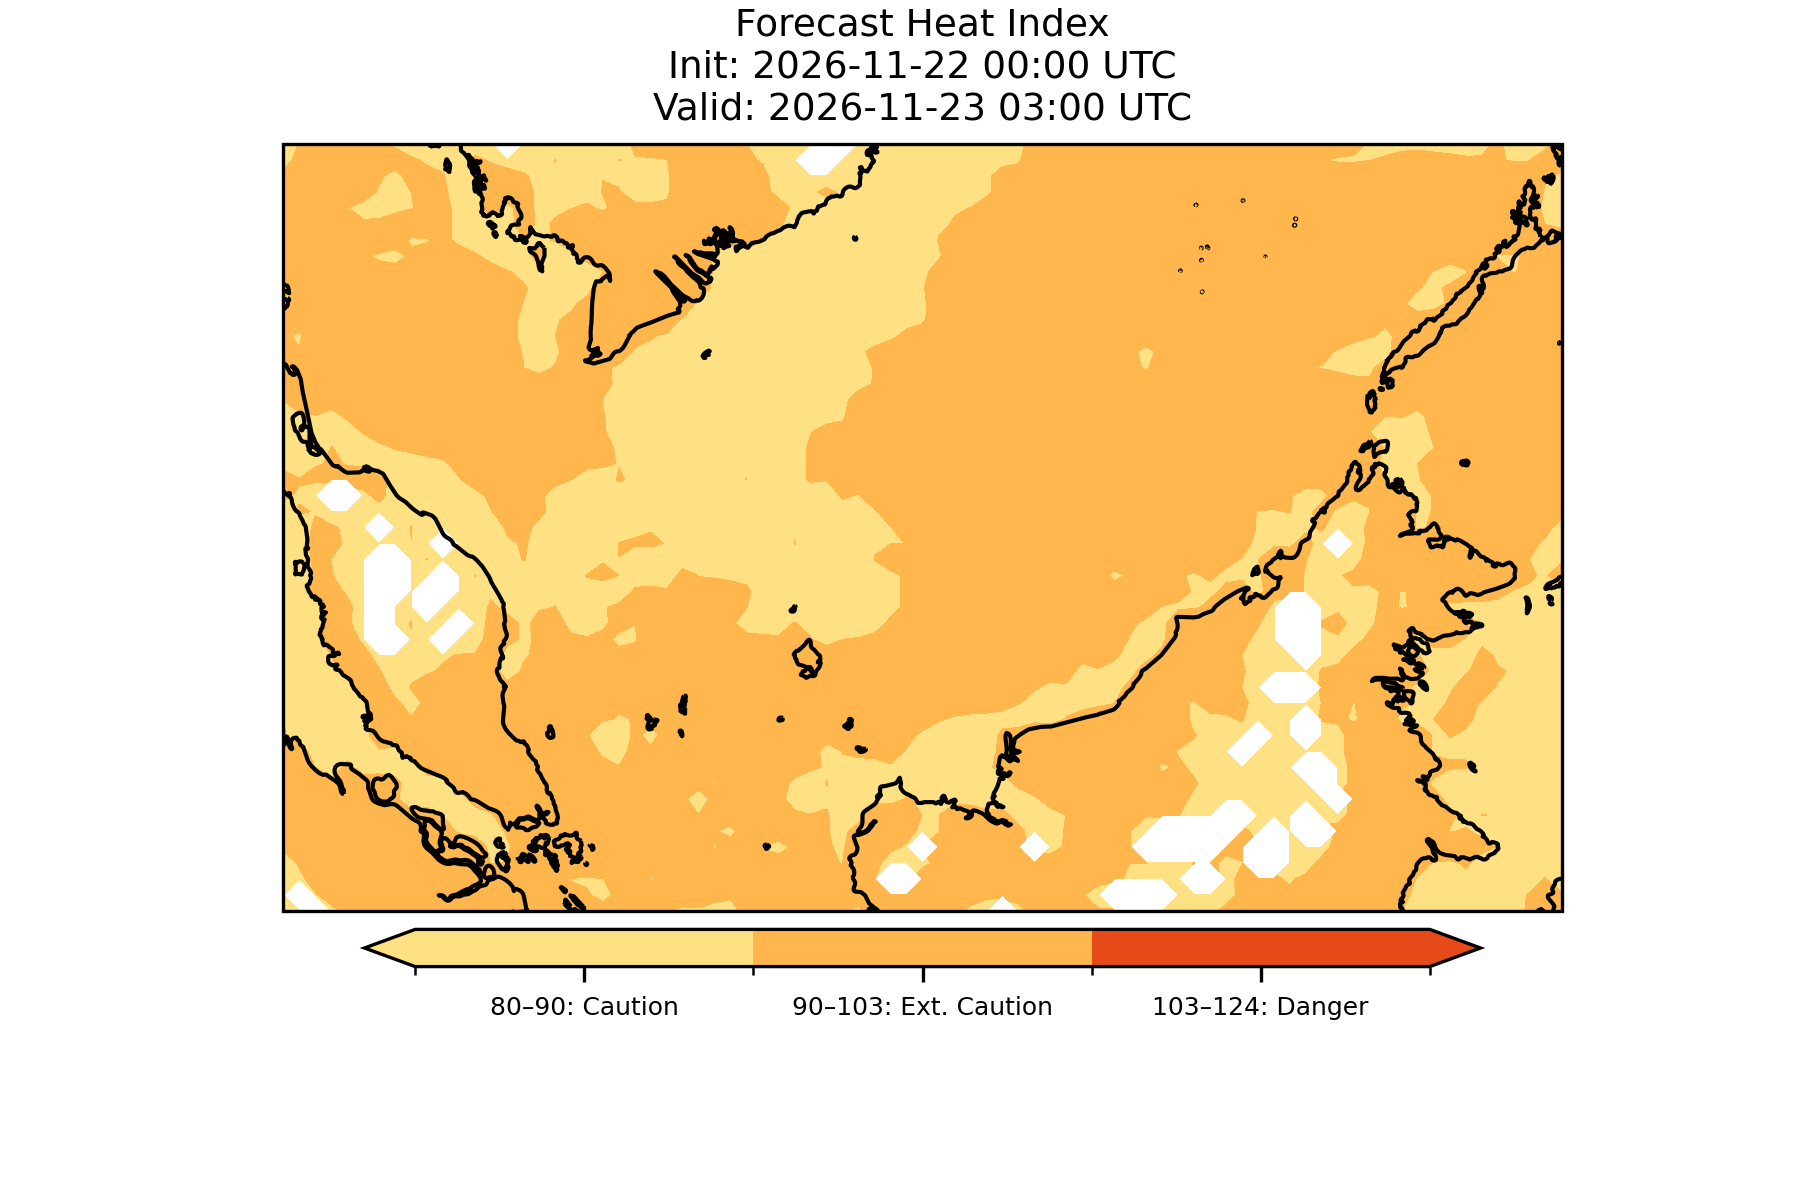 Forecast Heat Index
Init: 2026-11-22 00:00 UTC
Valid: 2026-11-23 03:00 UTC
80–90: Caution
90–103: Ext. Caution
103–124: Danger